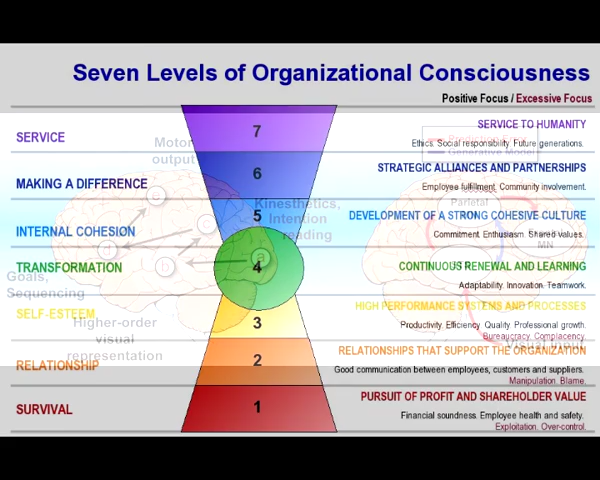 Seven Levels of Organizational Consciousness
Positive Focus / Excessive Focus
SERVICE
7
SERVICE TO HUMANITY
Ethics. Social responsibility. Future generations.
Motor
output
MAKING A DIFFERENCE
6
STRATEGIC ALLIANCES AND PARTNERSHIPS
Employee fulfillment. Community involvement.
Kinesthetics,
Intention
reading
Parietal
INTERNAL COHESION
5
DEVELOPMENT OF A STRONG COHESIVE CULTURE
Commitment. Enthusiasm. Shared values.
MN
e
c
d
b
a
TRANSFORMATION
4
CONTINUOUS RENEWAL AND LEARNING
Adaptability. Innovation. Teamwork.
Goals,
Sequencing
SELF-ESTEEM
3
HIGH PERFORMANCE SYSTEMS AND PROCESSES
Productivity. Efficiency. Quality. Professional growth.
Bureaucracy. Complacency.
Higher-order
visual
representation
Visual input
RELATIONSHIP
2
RELATIONSHIPS THAT SUPPORT THE ORGANIZATION
Good communication between employees, customers and suppliers.
Manipulation. Blame.
SURVIVAL
1
PURSUIT OF PROFIT AND SHAREHOLDER VALUE
Financial soundness. Employee health and safety.
Exploitation. Over-control.